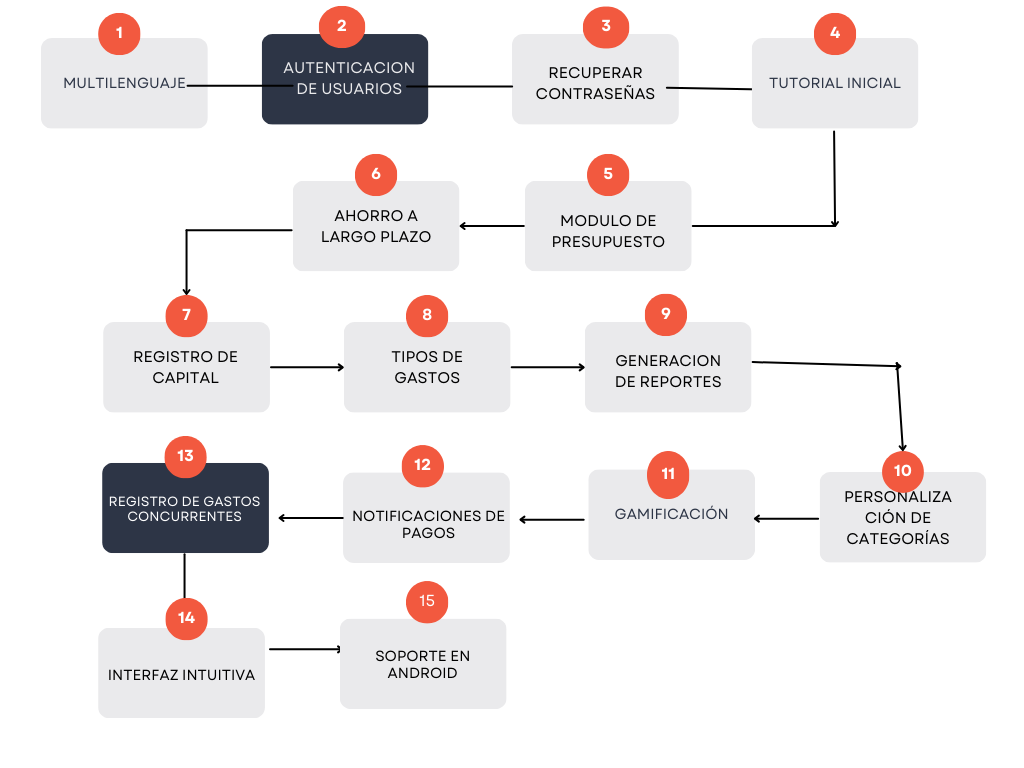 1
MULTILENGUAJE
2
AUTENTICACION
DE USUARIOS
3
RECUPERAR
CONTRASEÑAS
4
TUTORIAL INICIAL
5
MODULO DE
PRESUPUESTO
6
AHORRO A
LARGO PLAZO
7
REGISTRO DE
CAPITAL
8
TIPOS DE
GASTOS
9
GENERACION
DE REPORTES
10
PERSONALIZA
CIÓN DE
CATEGORÍAS
11
GAMIFICACIÓN
12
NOTIFICACIONES DE
PAGOS
13
REGISTRO DE GASTOS
CONCURRENTES
14
INTERFAZ INTUITIVA
15
SOPORTE EN
ANDROID